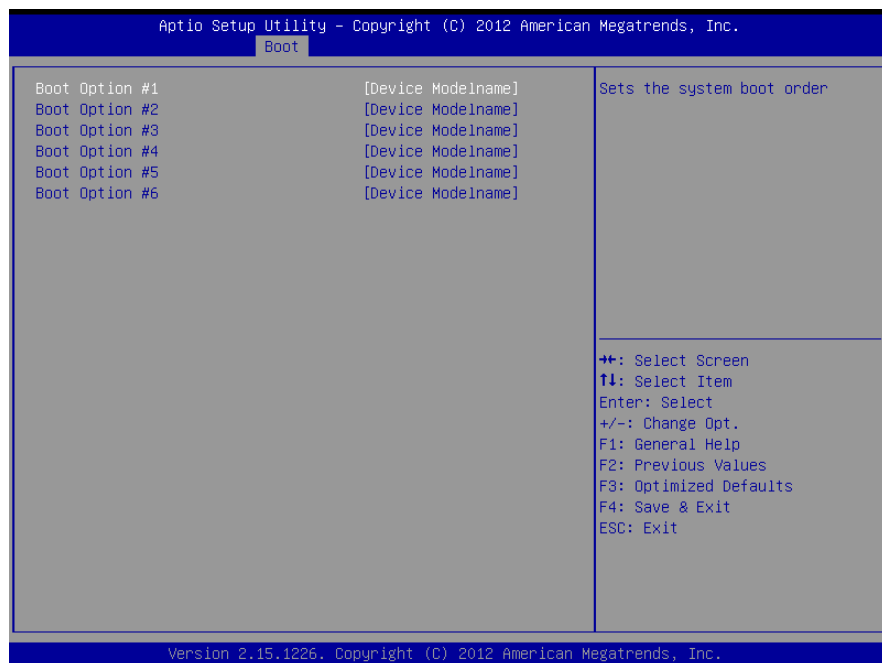 Aptio Setup Utility – Copyright (C) 2012 American Megatrends, Inc.
Boot
Boot Option #1 [Device Modelname]
Boot Option #2 [Device Modelname]
Boot Option #3 [Device Modelname]
Boot Option #4 [Device Modelname]
Boot Option #5 [Device Modelname]
Boot Option #6 [Device Modelname]
Sets the system boot order
→←: Select Screen
↑↓: Select Item
Enter: Select
+/-: Change Opt.
F1: General Help
F2: Previous Values
F3: Optimized Defaults
F4: Save & Exit
ESC: Exit
Version 2.15.1226. Copyright (C) 2012 American Megatrends, Inc.